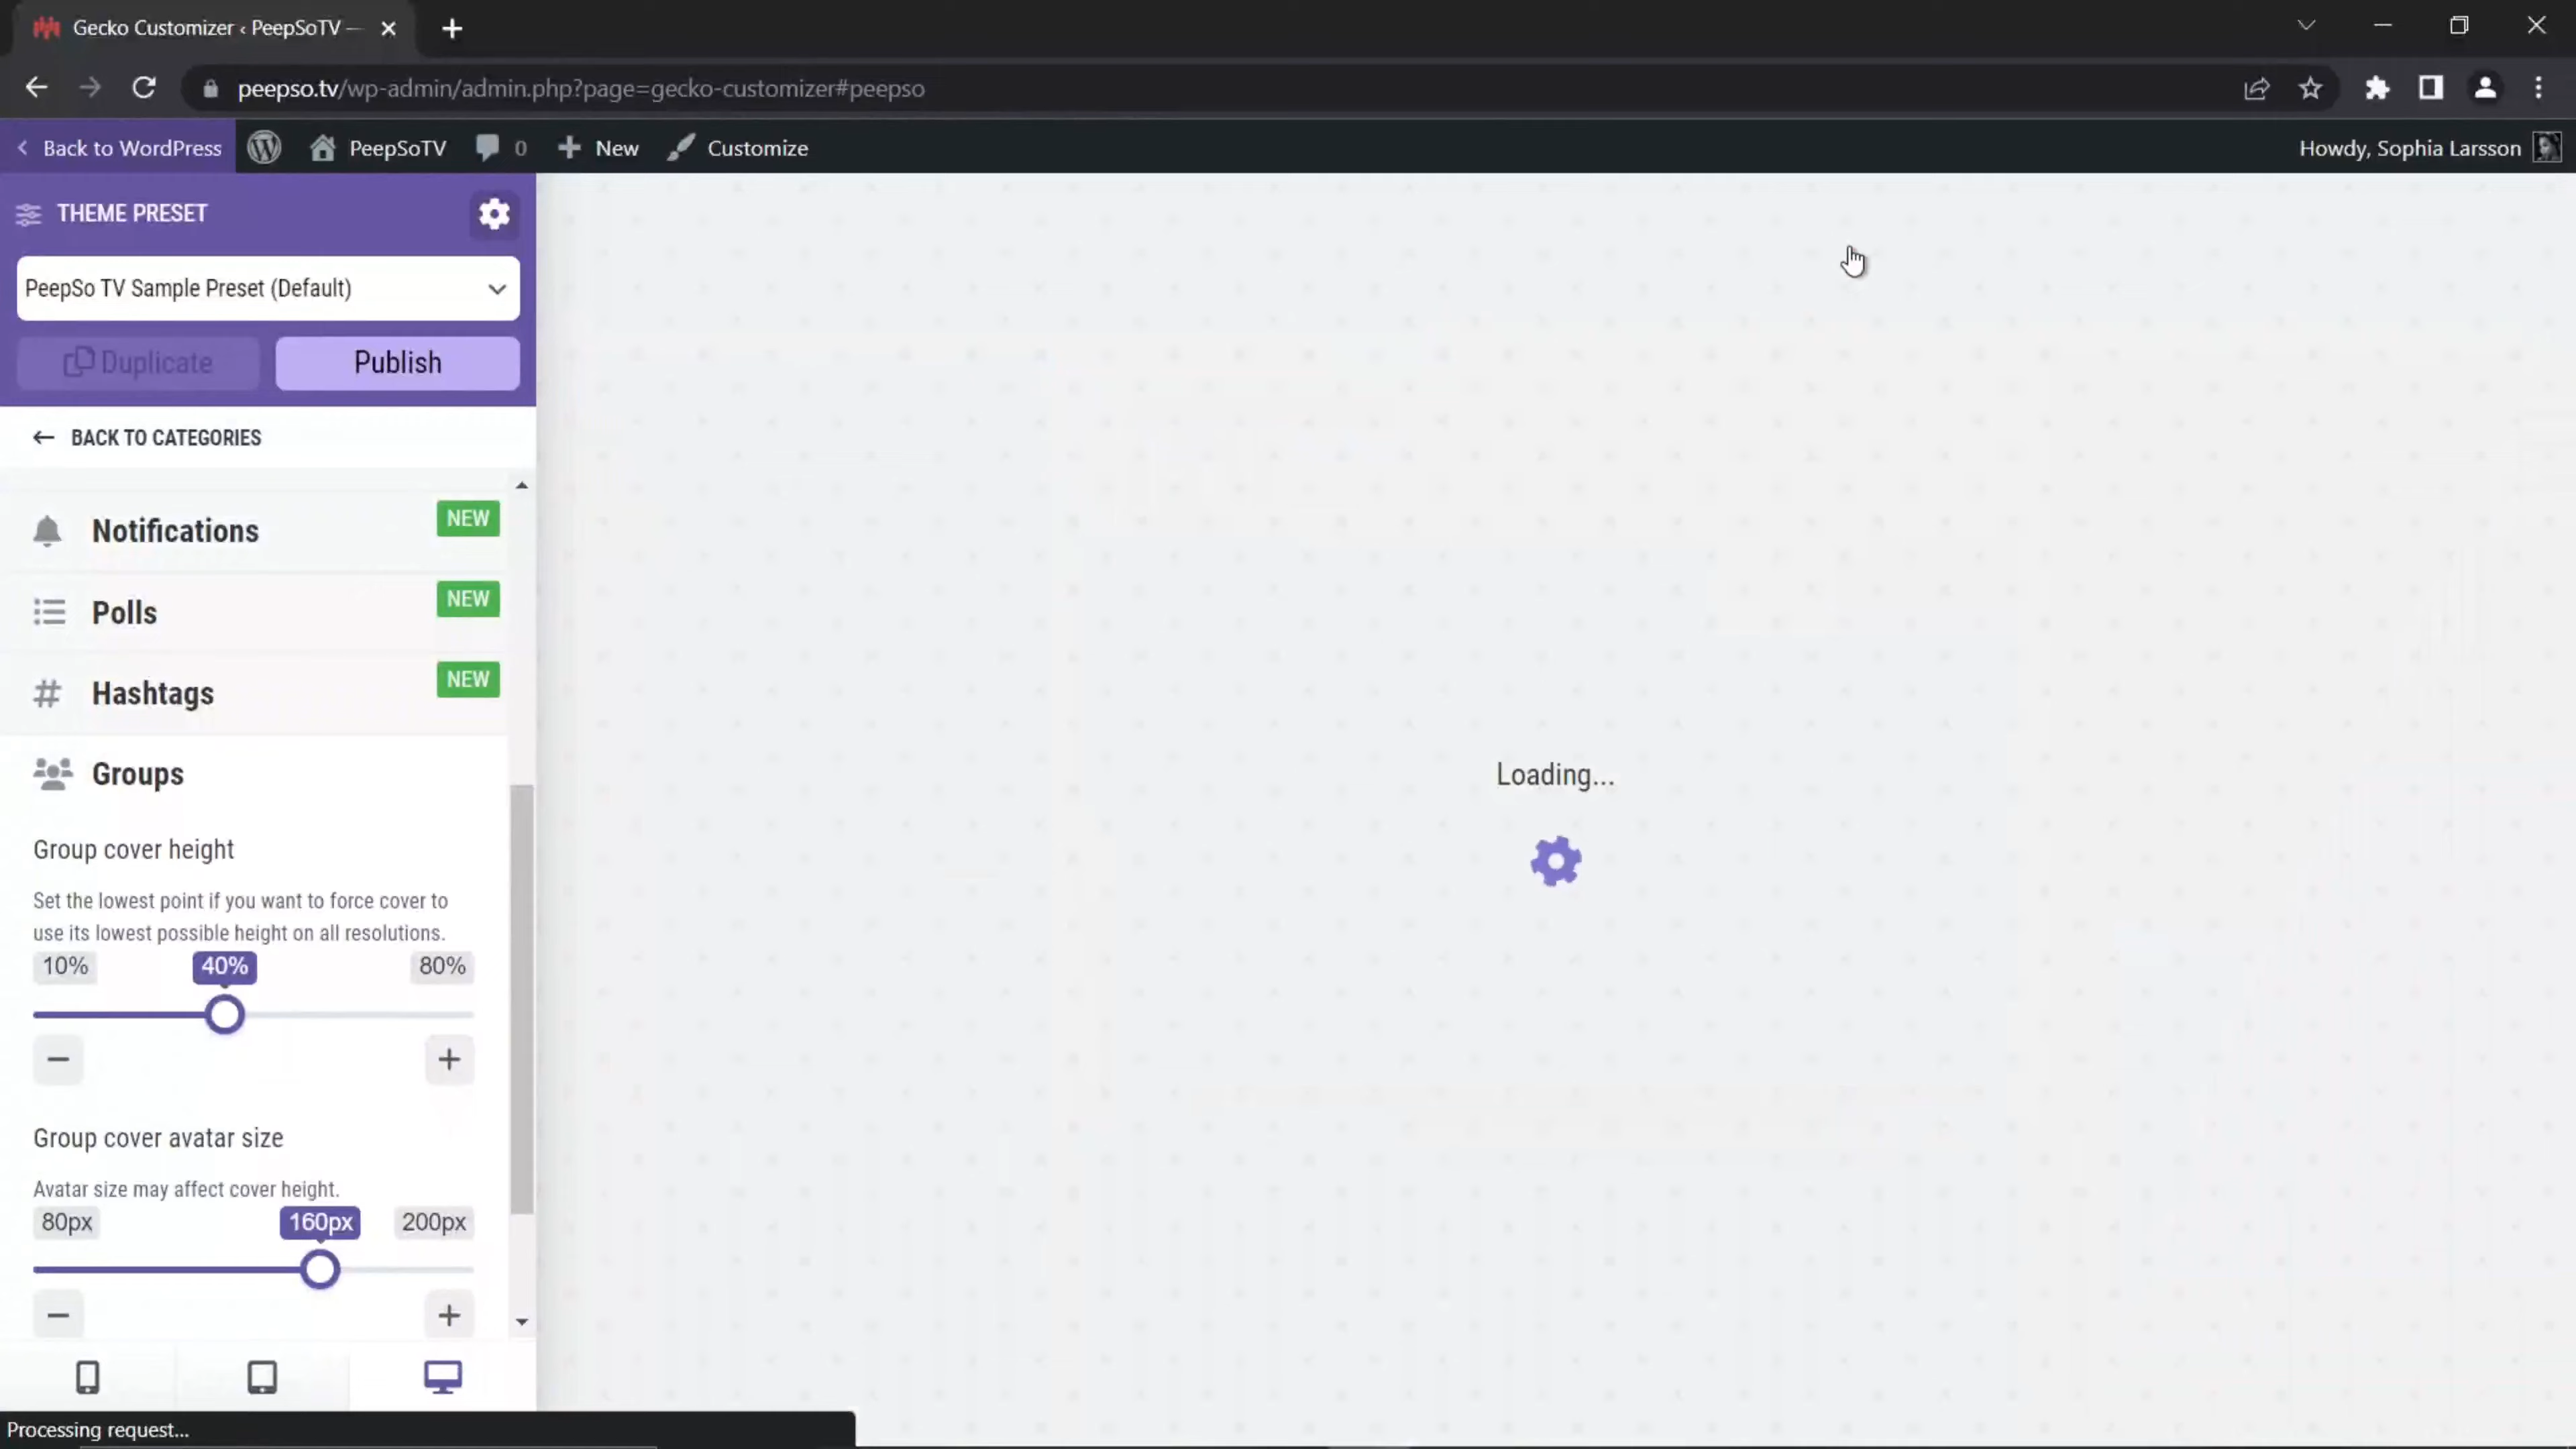 Gecko Customizer ‹ PeepSoTV —
peepso.tv/wp-admin/admin.php?page=gecko-customizer#peepso
Back to WordPress
PeepSoTV
0
New
Customize
Howdy, Sophia Larsson
THEME PRESET
PeepSo TV Sample Preset (Default)
Duplicate
Publish
BACK TO CATEGORIES
Notifications
NEW
Polls
NEW
Hashtags
NEW
Groups
Group cover height
Set the lowest point if you want to force cover to
use its lowest possible height on all resolutions.
10%
40%
80%
Group cover avatar size
Avatar size may affect cover height.
80px
160px
200px
Loading...
Processing request...